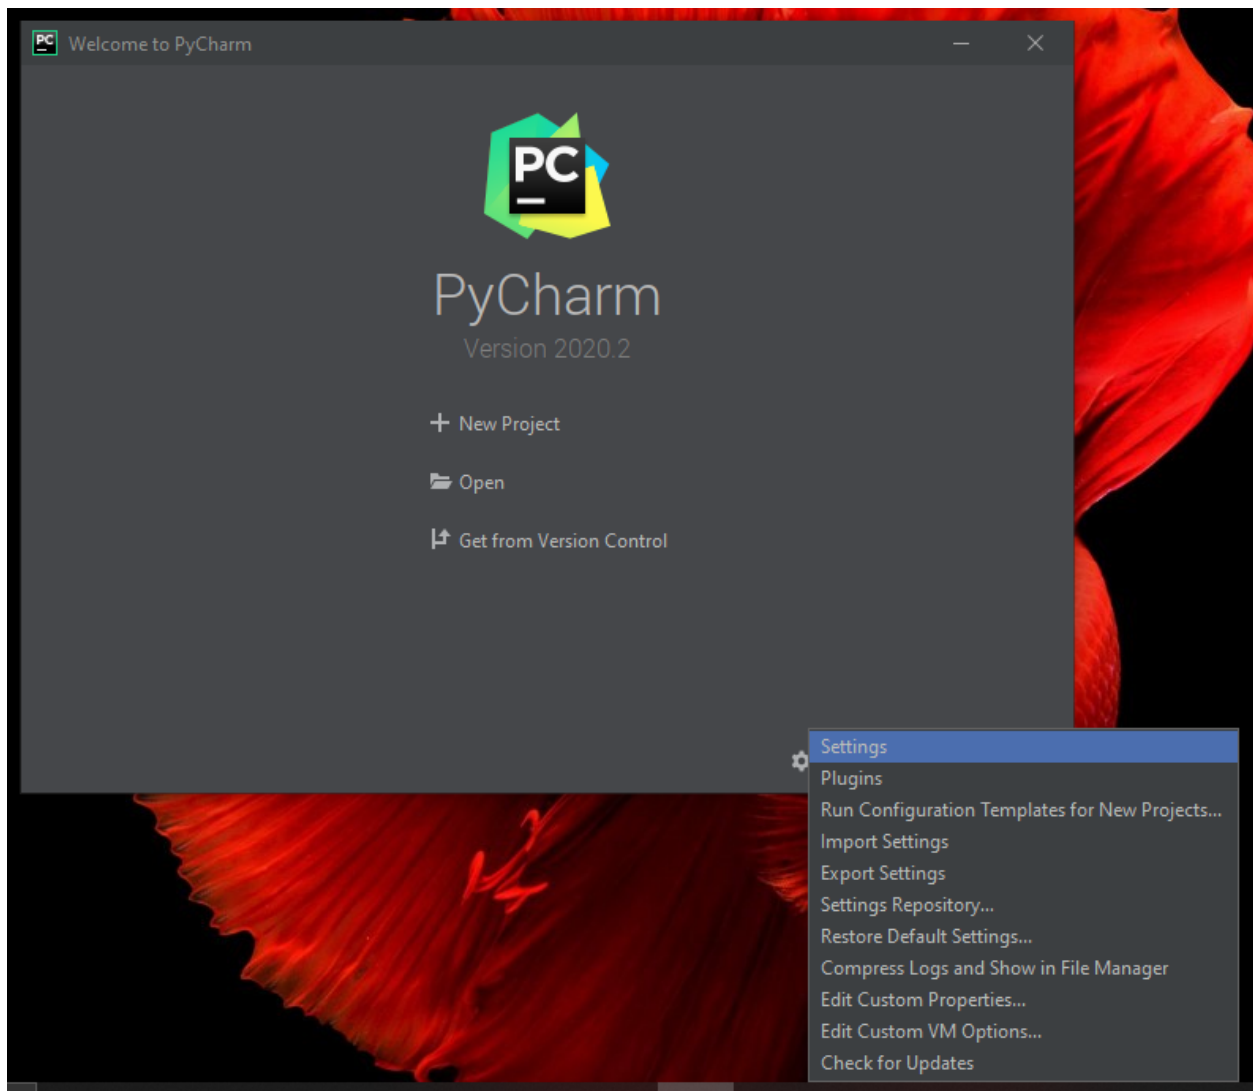 PC Welcome to PyCharm
PC
PyCharm
Version 2020.2
New Project
Open
Get from Version Control
Settings
Plugins
Run Configuration Templates for New Projects...
Import Settings
Export Settings
Settings Repository...
Restore Default Settings...
Compress Logs and Show in File Manager
Edit Custom Properties...
Edit Custom VM Options...
Check for Updates